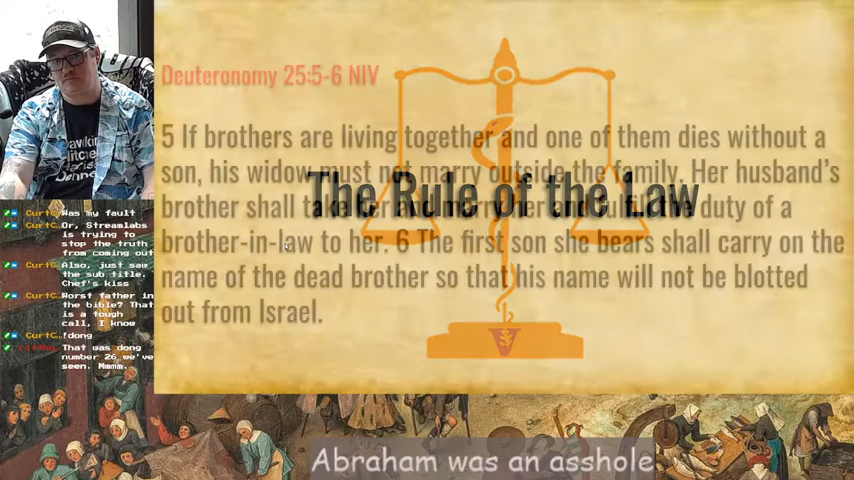 Deuteronomy 25:5-6 NIV
5 If brothers are living together and one of them dies without a
son, his widow must not marry outside the family. Her husband's
brother shall take her and marry her and fulfill the duty of a
brother-in-law to her. 6 The first son she bears shall carry on the
name of the dead brother so that his name will not be blotted
out from Israel.
The Rule of the Law
CurtC Was my fault
CurtC Or, Streamlabs
is trying to
stop the truth
from coming out
CurtC Also, just saw
the sub title.
Chef's kiss
CurtC Worst father in
the bible? That
is a tough
call, I know
CurtC !dong
That was dong
number 26 we've
seen. Mmmm.
Abraham was an asshole